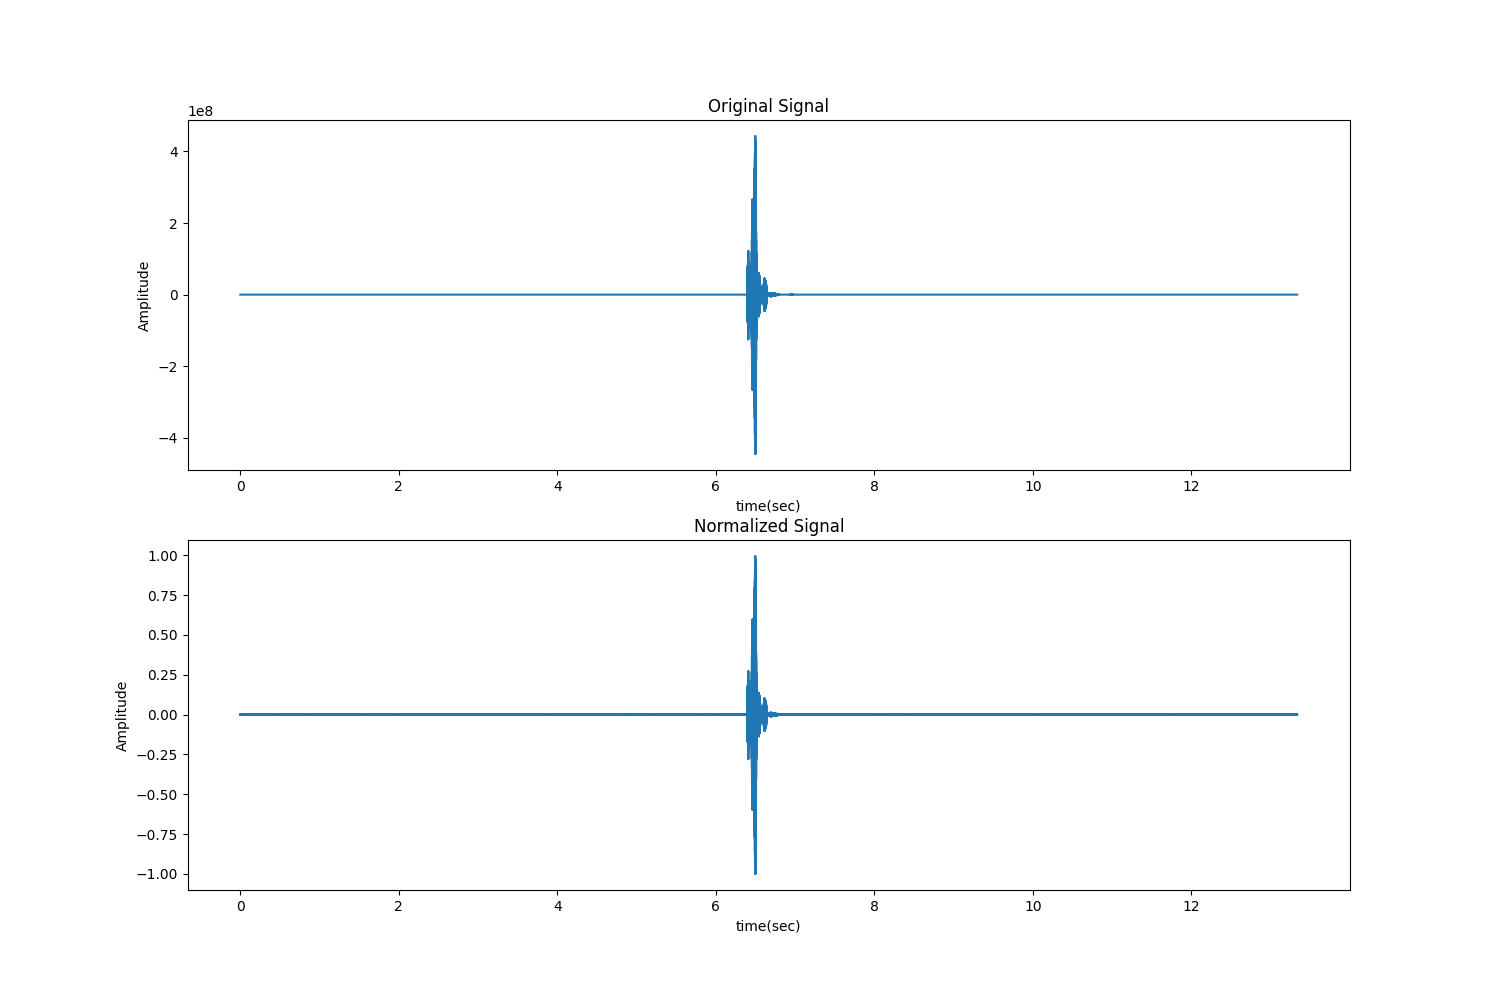 Original Signal
1e8
4
2
0
−2
−4
Amplitude
0 2 4 6 8 10 12
time(sec)
Normalized Signal
1.00
0.75
0.50
0.25
0.00
−0.25
−0.50
−0.75
−1.00
Amplitude
0 2 4 6 8 10 12
time(sec)